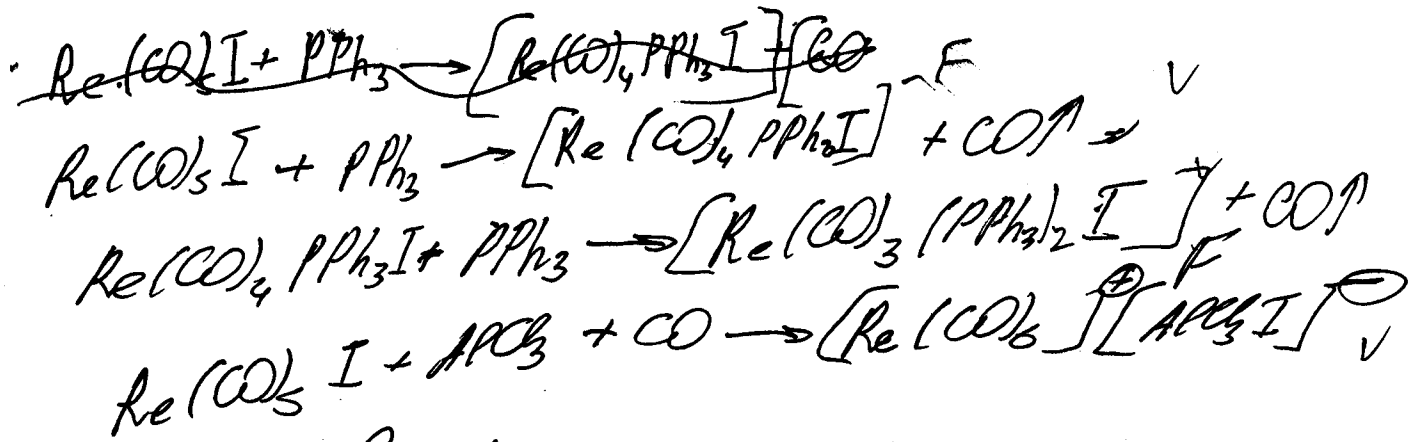 Re(CO)₅I + PPh₃ → [Re(CO)₄PPh₃I] + [CO F
Re(CO)₅I + PPh₃ → [Re(CO)₄PPh₃I] + CO↑ V
Re(CO)₄PPh₃I + PPh₃ → [Re(CO)₃(PPh₃)₂I] + CO↑ F
Re(CO)₅I + AlCl₃ + CO → [Re(CO)₆]⊕[AlCl₃I]⊖ V